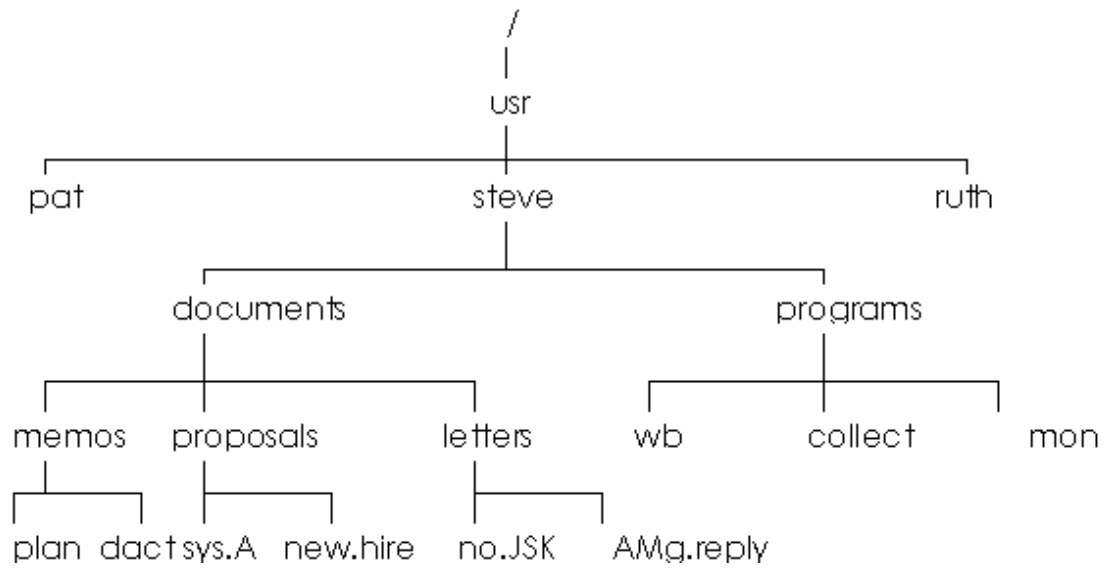 /
usr
pat steve ruth
documents programs
memos proposals letters wb collect mon
plan dact sys.A new.hire no.JSK AMg.reply